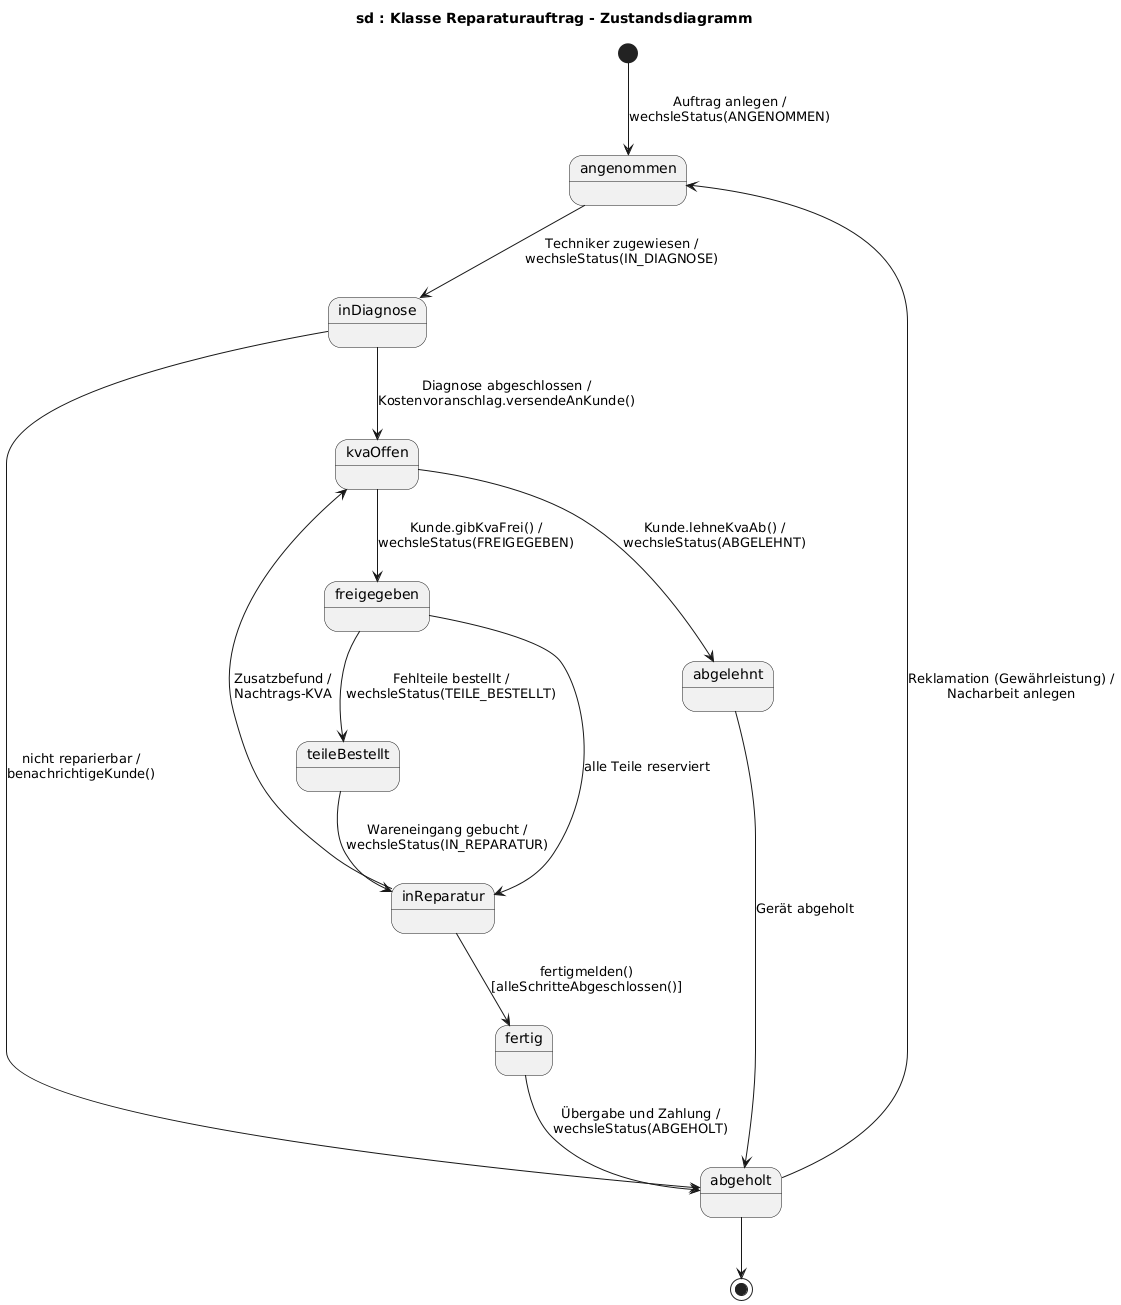 sd : Klasse Reparaturauftrag - Zustandsdiagramm
Auftrag anlegen /
wechsleStatus(ANGENOMMEN)
angenommen
Techniker zugewiesen /
wechsleStatus(IN_DIAGNOSE)
inDiagnose
Diagnose abgeschlossen /
Kostenvoranschlag.versendeAnKunde()
kvaOffen
Kunde.gibKvaFrei() /
wechsleStatus(FREIGEGEBEN)
Kunde.lehneKvaAb() /
wechsleStatus(ABGELEHNT)
freigegeben
abgelehnt
Zusatzbefund /
Nachtrags-KVA
Fehlteile bestellt /
wechsleStatus(TEILE_BESTELLT)
Reklamation (Gewährleistung) /
Nacharbeit anlegen
teileBestellt
nicht reparierbar /
benachrichtigeKunde()
alle Teile reserviert
Wareneingang gebucht /
wechsleStatus(IN_REPARATUR)
inReparatur
Gerät abgeholt
fertigmelden()
[alleSchritteAbgeschlossen()]
fertig
Übergabe und Zahlung /
wechsleStatus(ABGEHOLT)
abgeholt